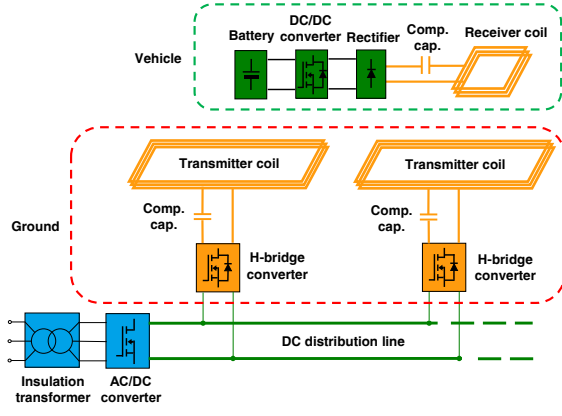 DC/DC
Battery converter Rectifier
Comp.
cap.
Receiver coil
Vehicle
Transmitter coil
Transmitter coil
Comp.
cap.
Comp.
cap.
Ground
H-bridge
converter
H-bridge
converter
DC distribution line
Insulation
transformer
AC/DC
converter